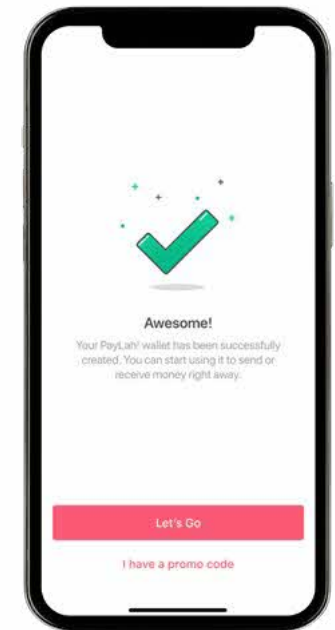 Awesome!
Your PayLah! wallet has been successfully
created. You can start using it to send or
receive money right away.
Let's Go
I have a promo code